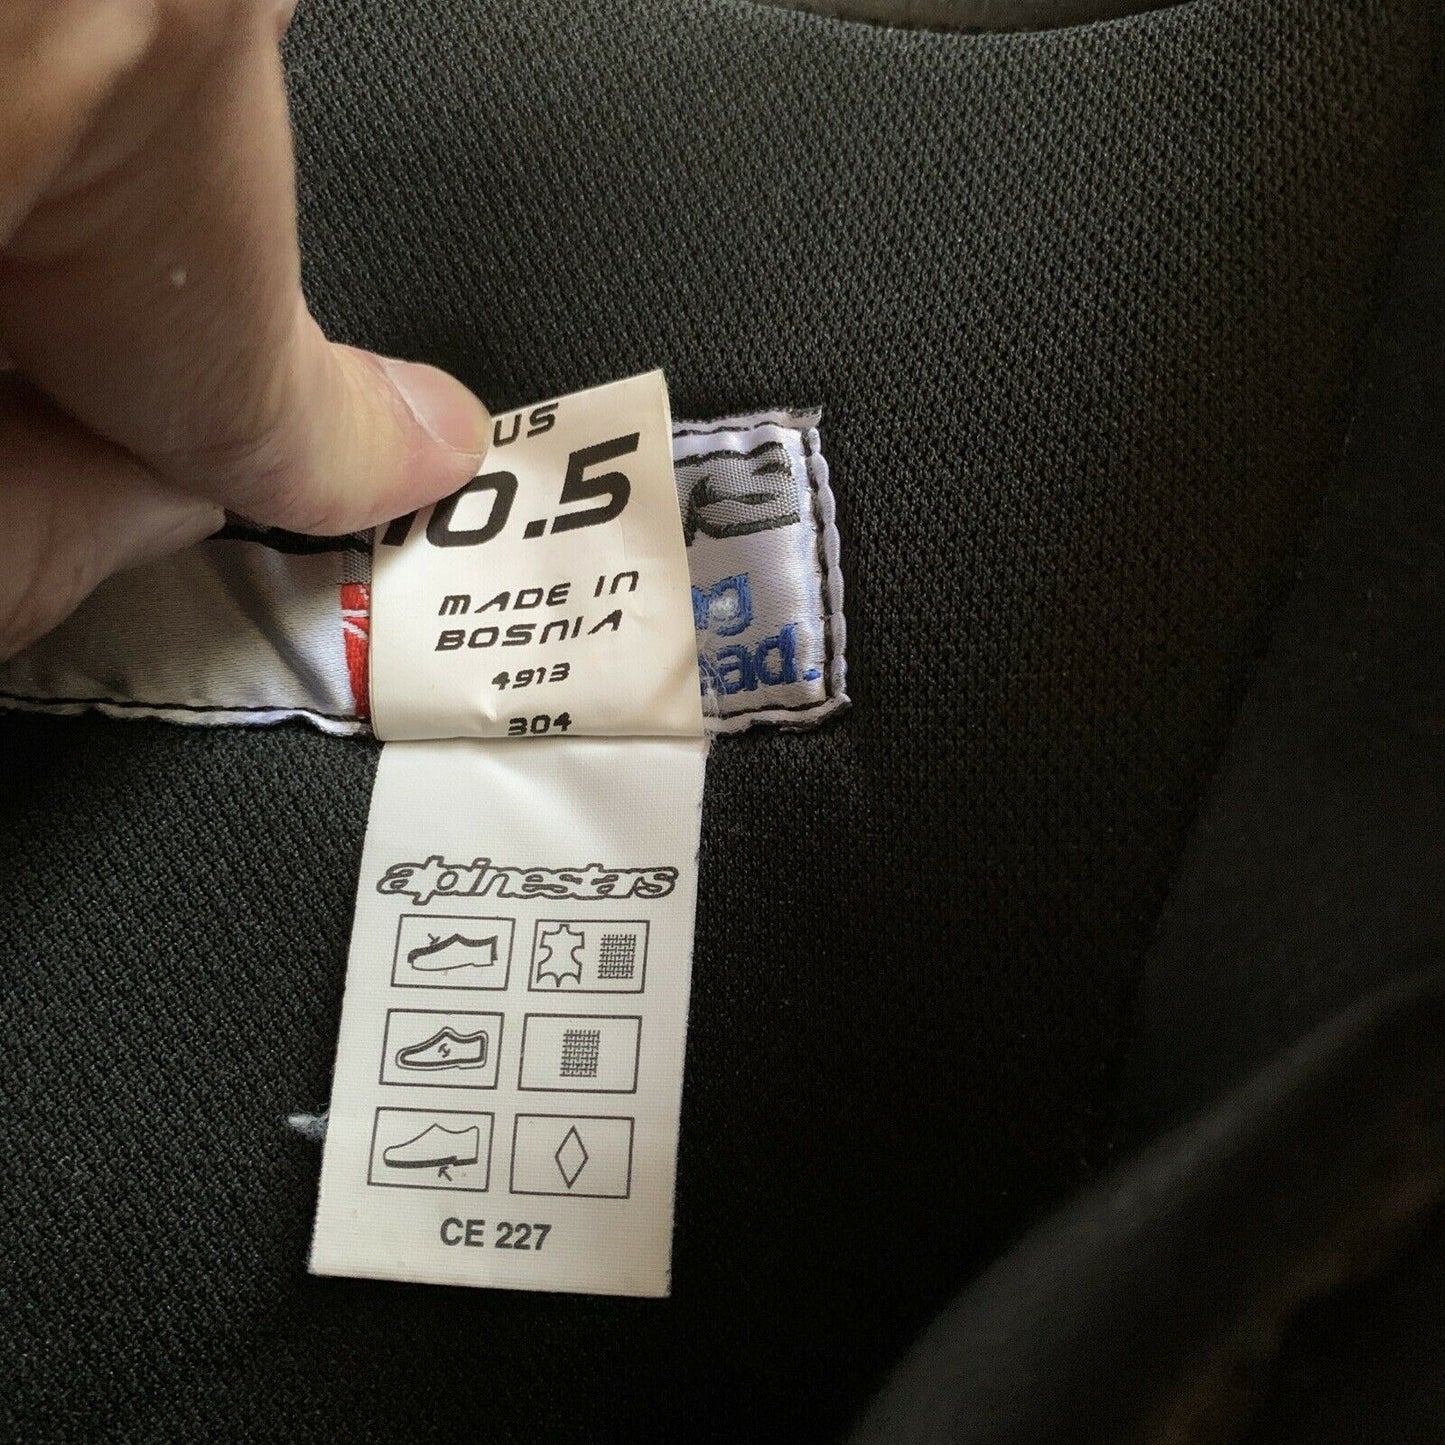 US
10.5
MADE IN
BOSNIA
4913
304
alpinestars
CE 227